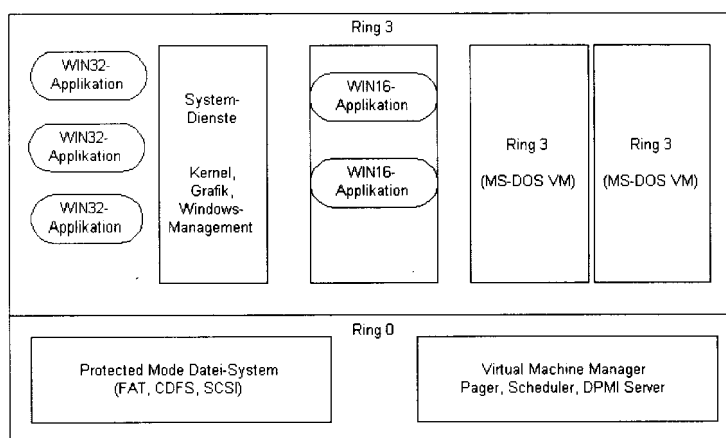 Ring 3
WIN32-
Applikation
WIN32-
Applikation
WIN32-
Applikation
System-
Dienste
Kernel,
Grafik,
Windows-
Management
WIN16-
Applikation
WIN16-
Applikation
Ring 3
(MS-DOS VM)
Ring 3
(MS-DOS VM)
Ring 0
Protected Mode Datei-System
(FAT, CDFS, SCSI)
Virtual Machine Manager
Pager, Scheduler, DPMI Server